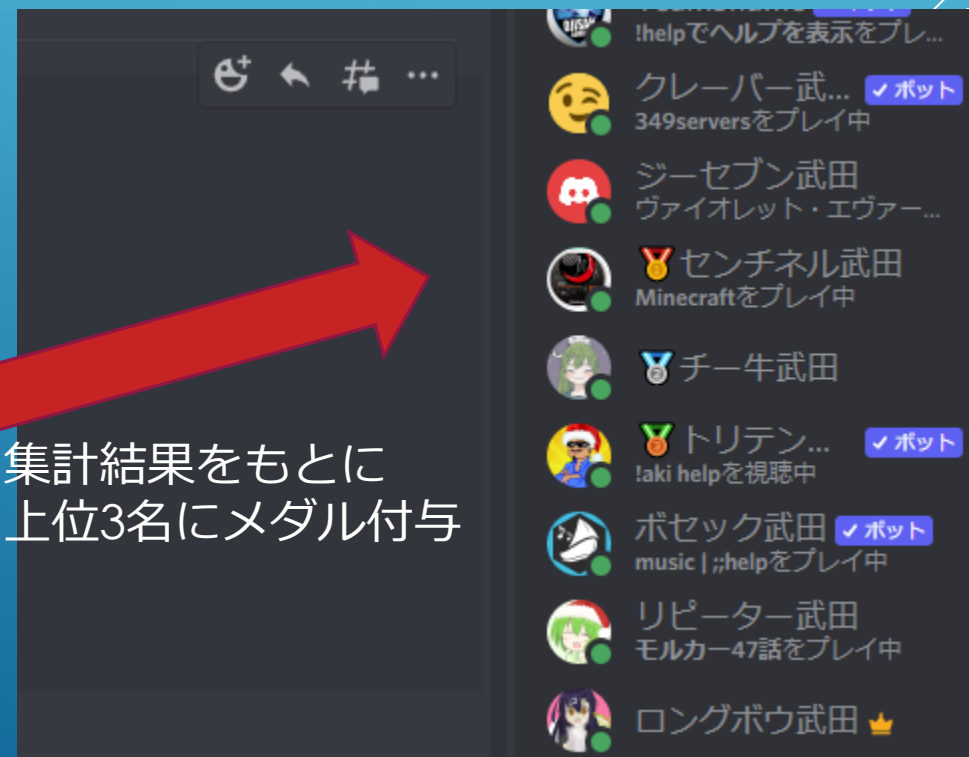 !helpでヘルプを表示をプレ...
クレーバー武... ✓ボット
349serversをプレイ中
ジーセブン武田
ヴァイオレット・エヴァー...
🥇センチネル武田
Minecraftをプレイ中
🥈チー牛武田
🥉トリテン... ✓ボット
!aki helpを視聴中
ボセック武田 ✓ボット
music | ;;helpをプレイ中
リピーター武田
モルカー47話をプレイ中
ロングボウ武田
集計結果をもとに
上位3名にメダル付与